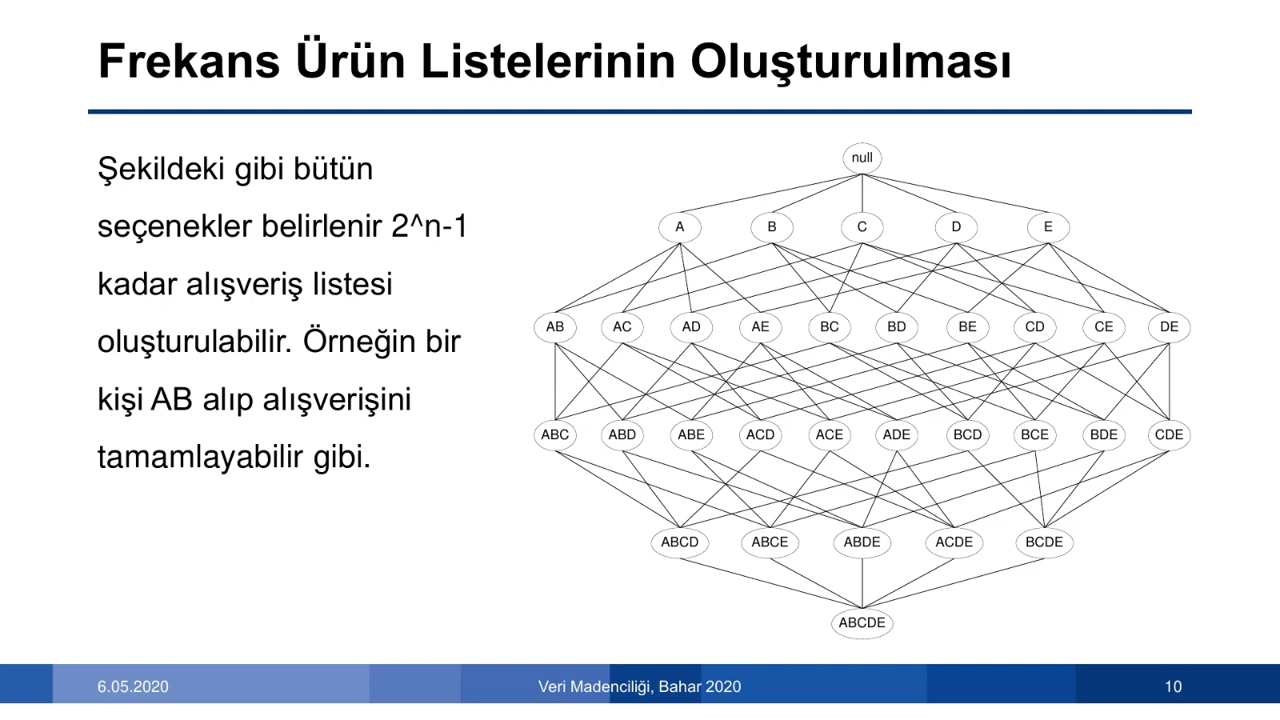 Frekans Ürün Listelerinin Oluşturulması
Şekildeki gibi bütün
seçenekler belirlenir 2^n-1
kadar alışveriş listesi
oluşturulabilir. Örneğin bir
kişi AB alıp alışverişini
tamamlayabilir gibi.
null
A B C D E
AB AC AD AE BC BD BE CD CE DE
ABC ABD ABE ACD ACE ADE BCD BCE BDE CDE
ABCD ABCE ABDE ACDE BCDE
ABCDE
6.05.2020 Veri Madenciliği, Bahar 2020 10